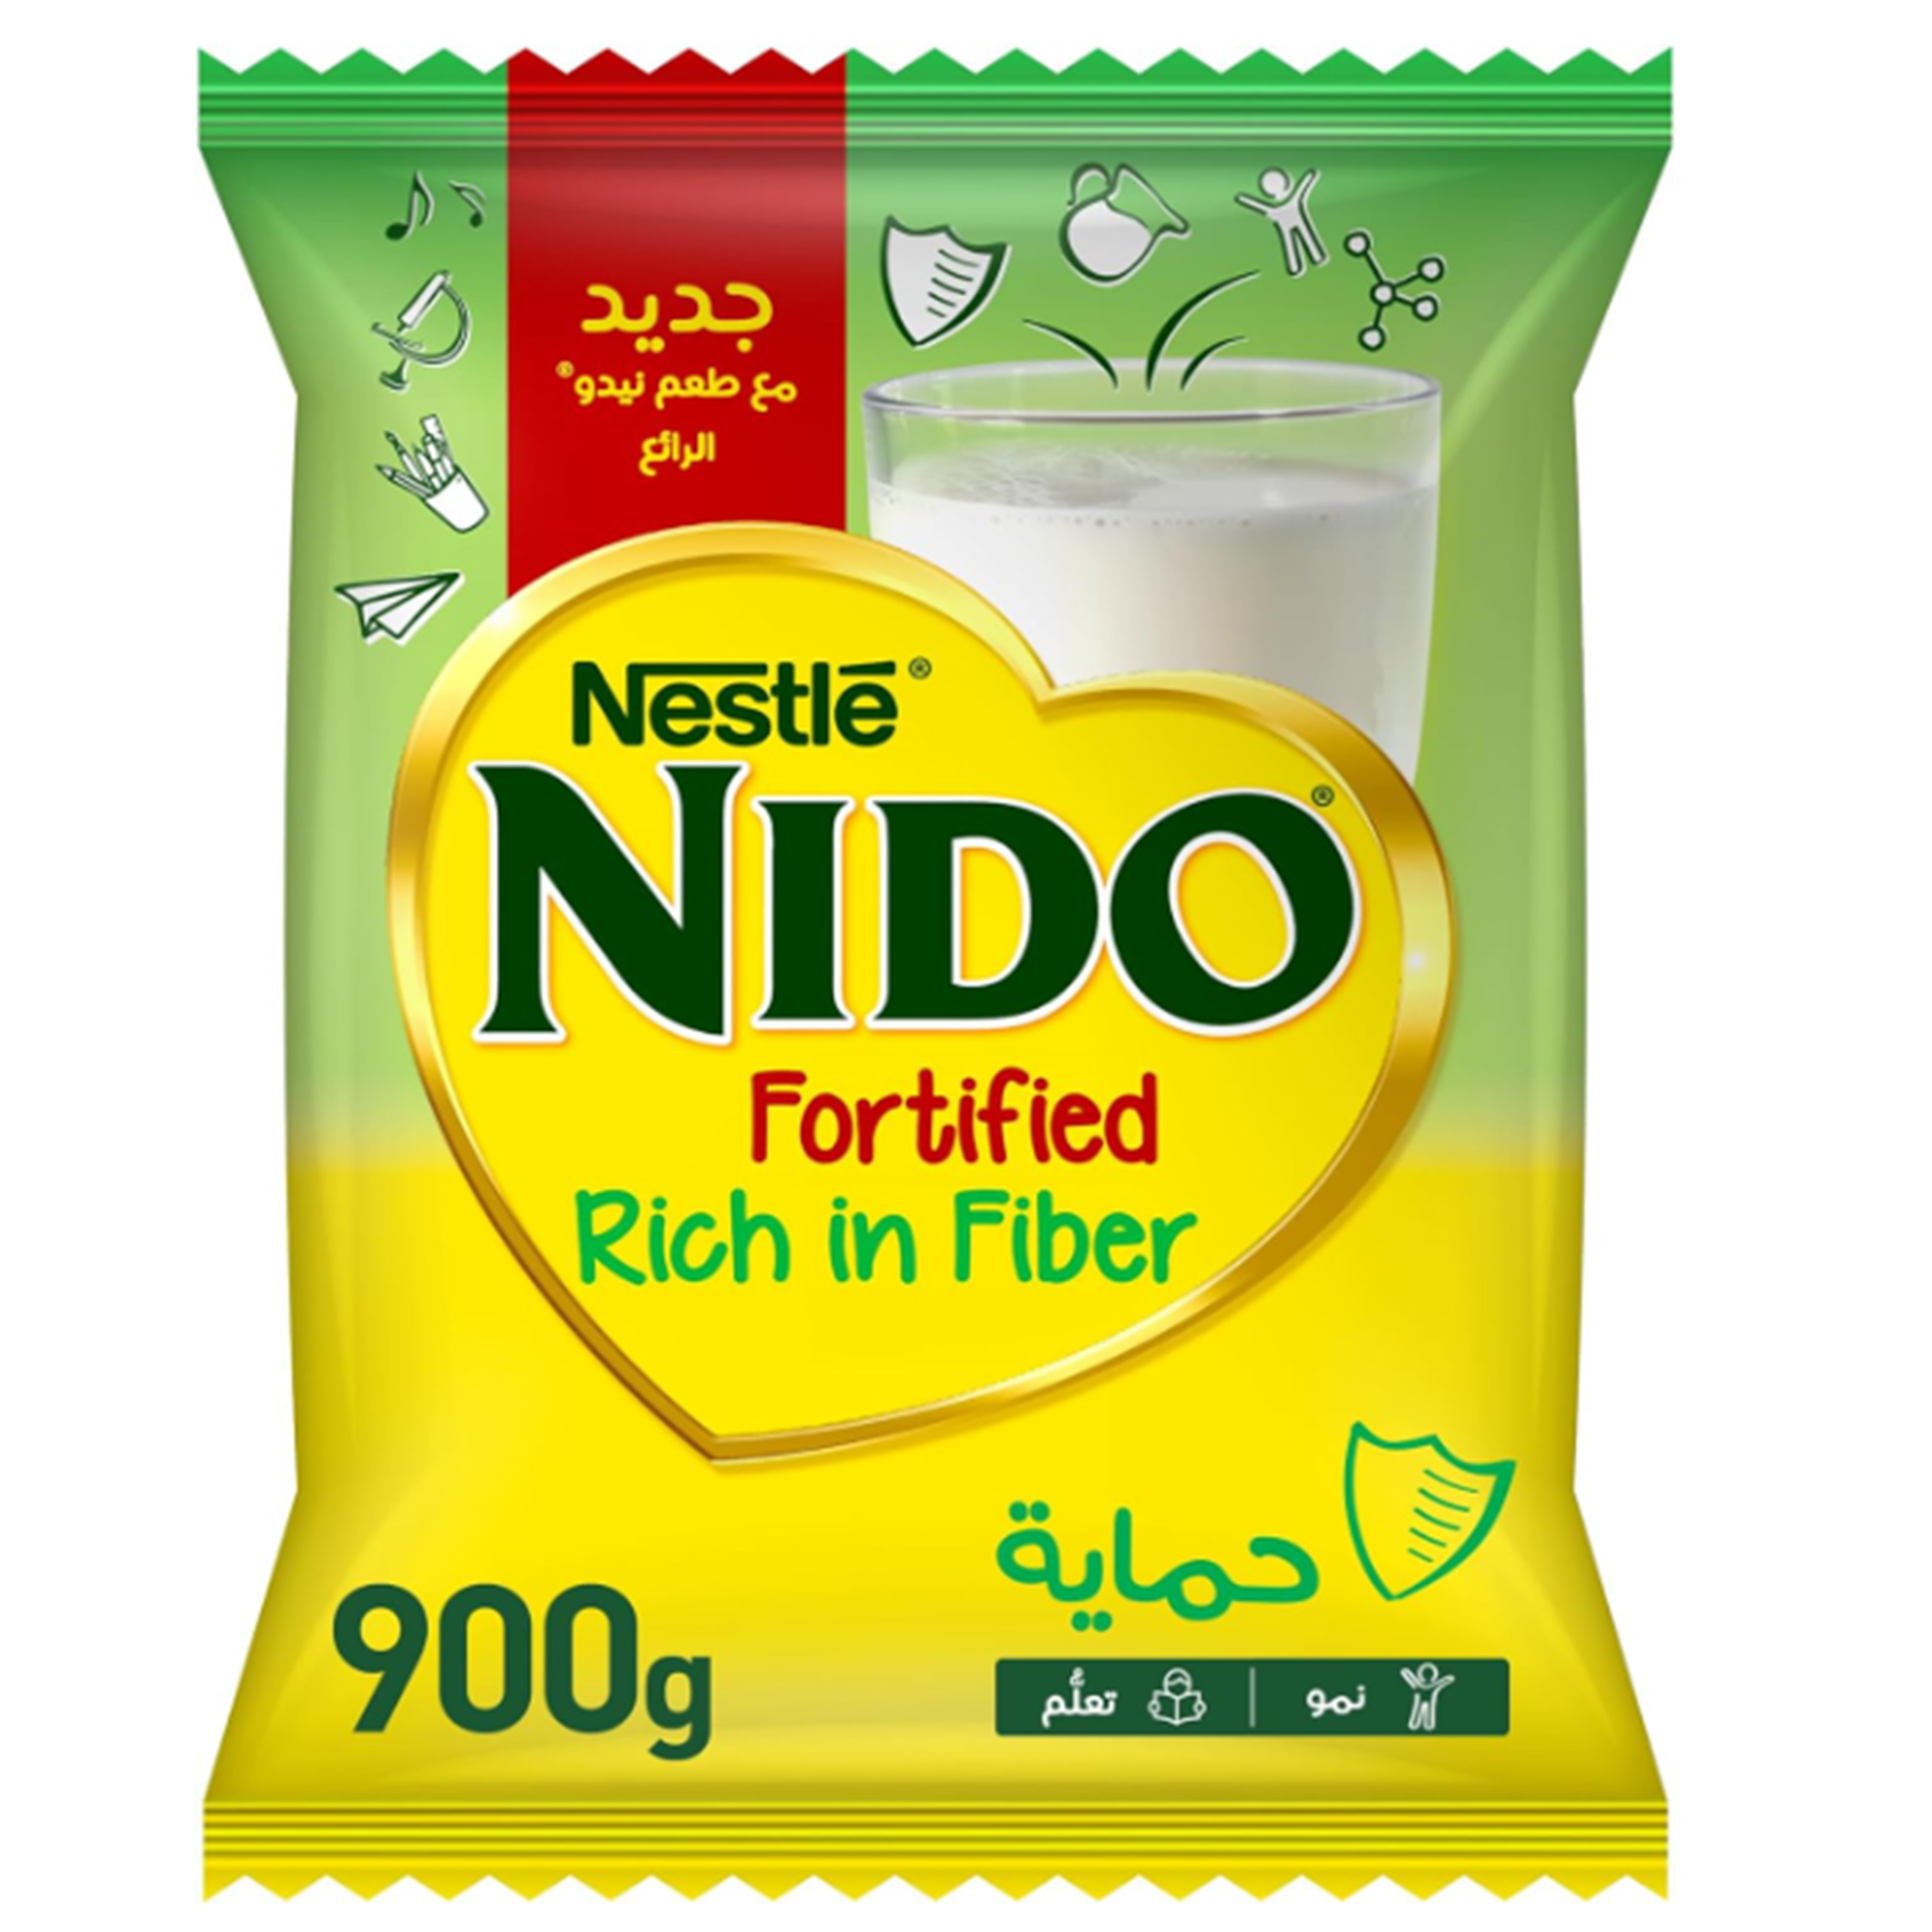 جديد
مع طعم نيدو®
الرائع
Nestlé®
NIDO®
Fortified
Rich in Fiber
حماية
900g
نمو | تعلَّم